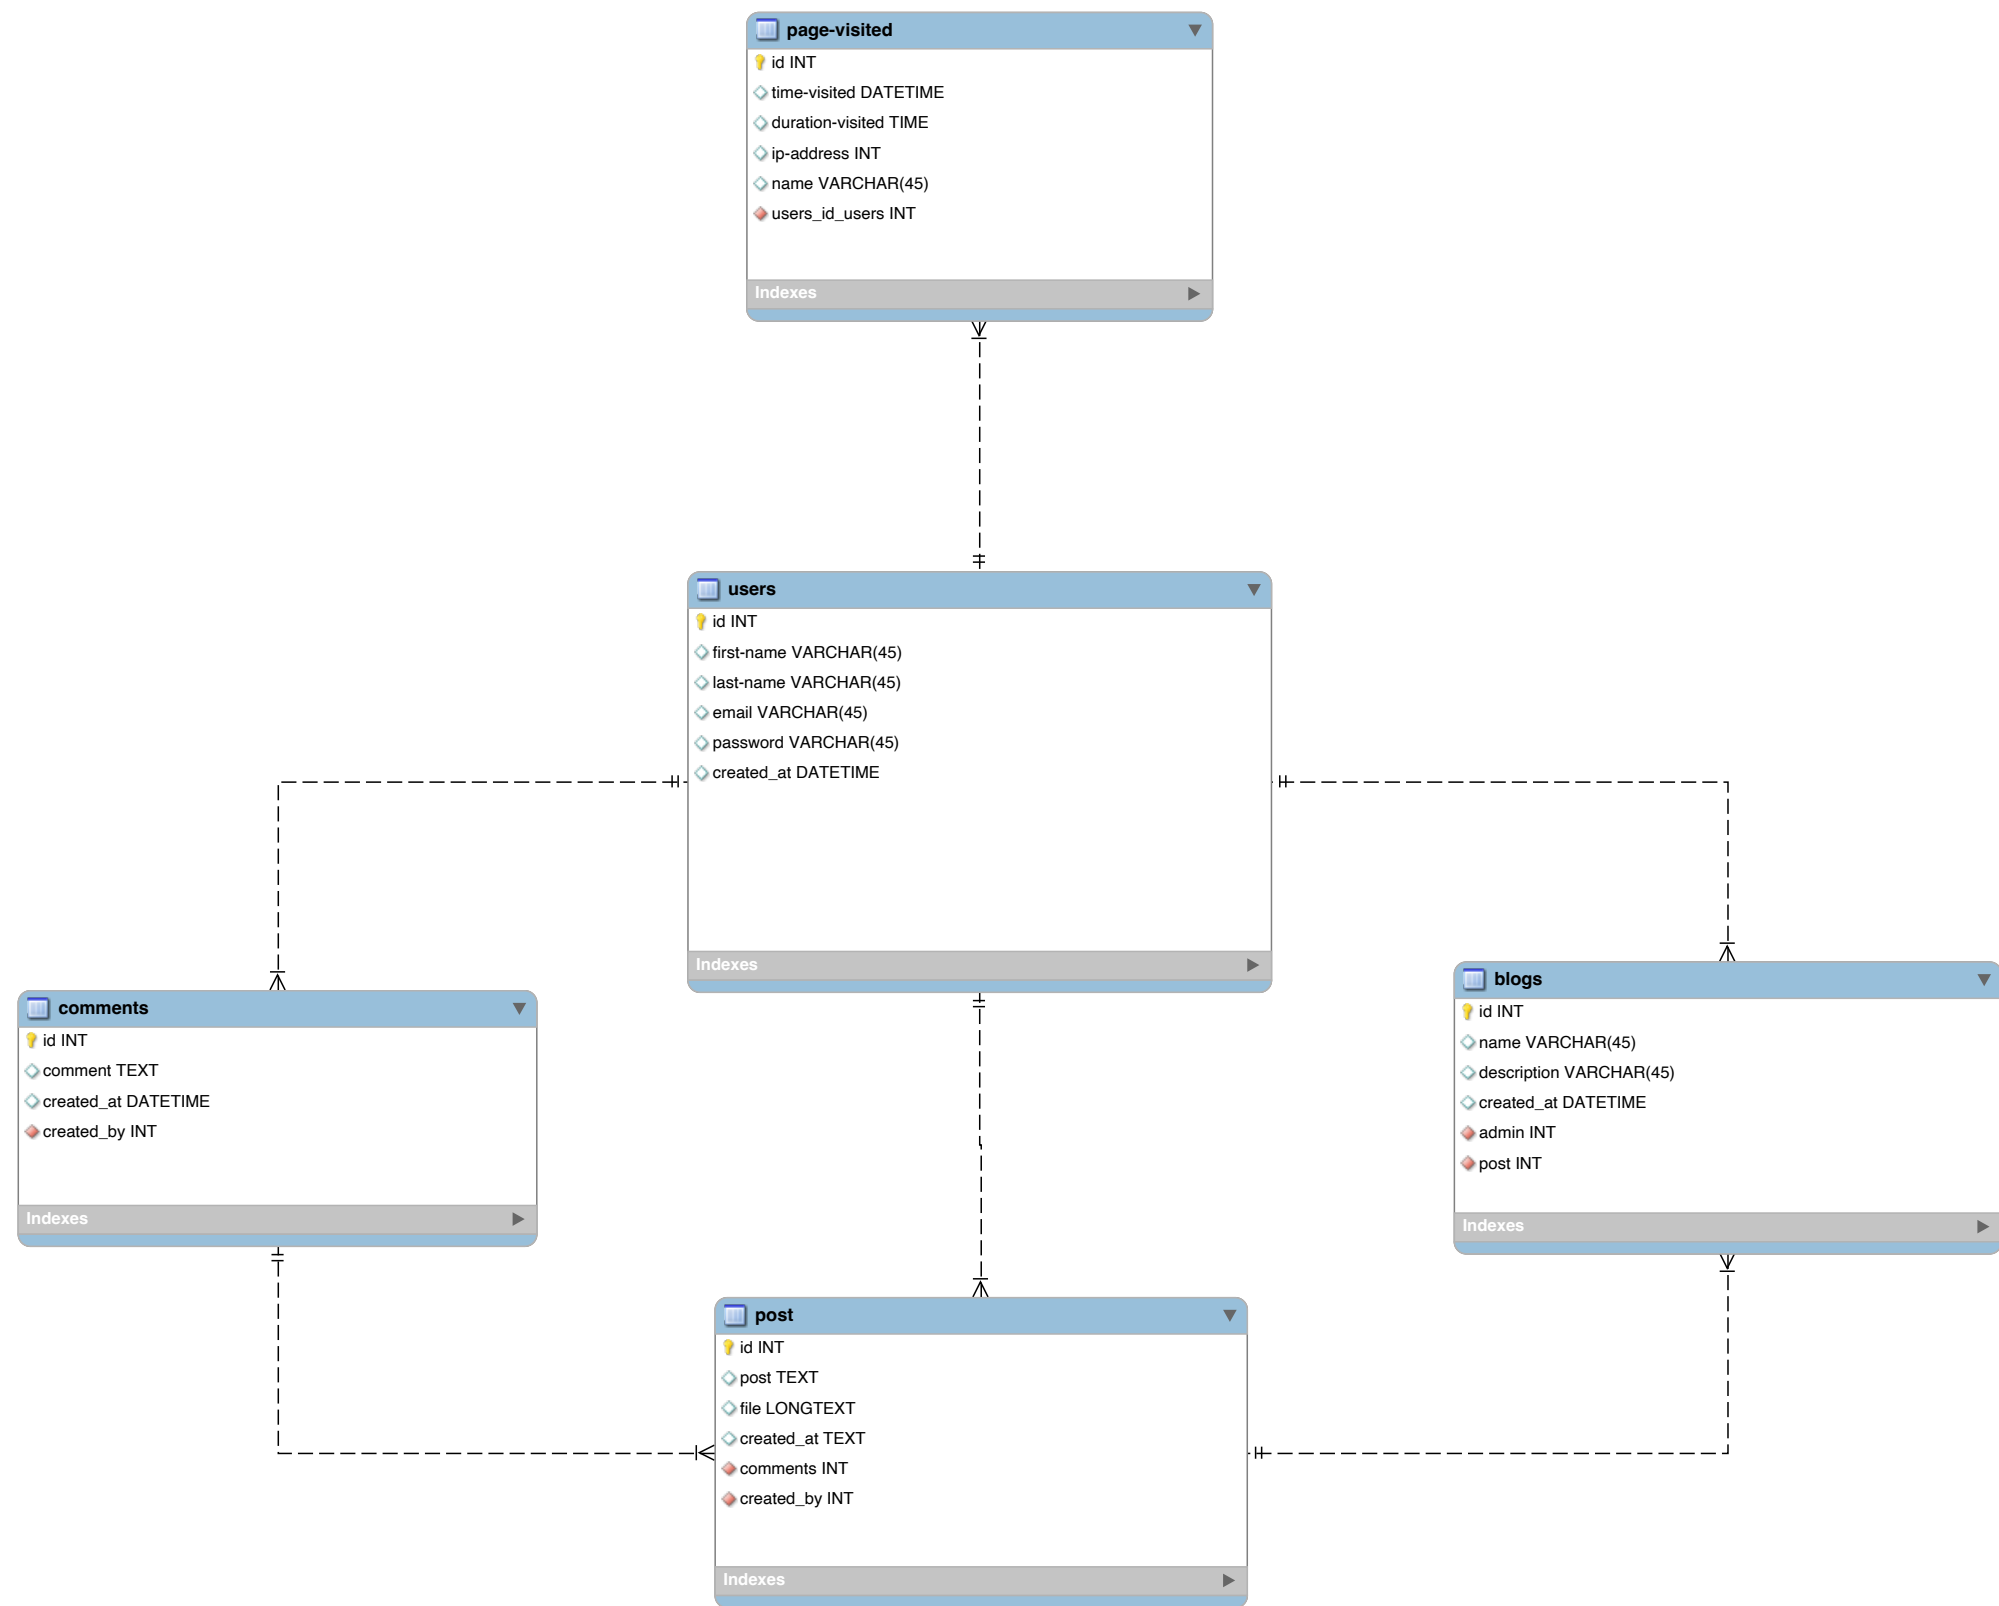 page-visited
id INT
time-visited DATETIME
duration-visited TIME
ip-address INT
name VARCHAR(45)
users_id_users INT
Indexes
users
id INT
first-name VARCHAR(45)
last-name VARCHAR(45)
email VARCHAR(45)
password VARCHAR(45)
created_at DATETIME
Indexes
comments
id INT
comment TEXT
created_at DATETIME
created_by INT
Indexes
blogs
id INT
name VARCHAR(45)
description VARCHAR(45)
created_at DATETIME
admin INT
post INT
Indexes
post
id INT
post TEXT
file LONGTEXT
created_at TEXT
comments INT
created_by INT
Indexes